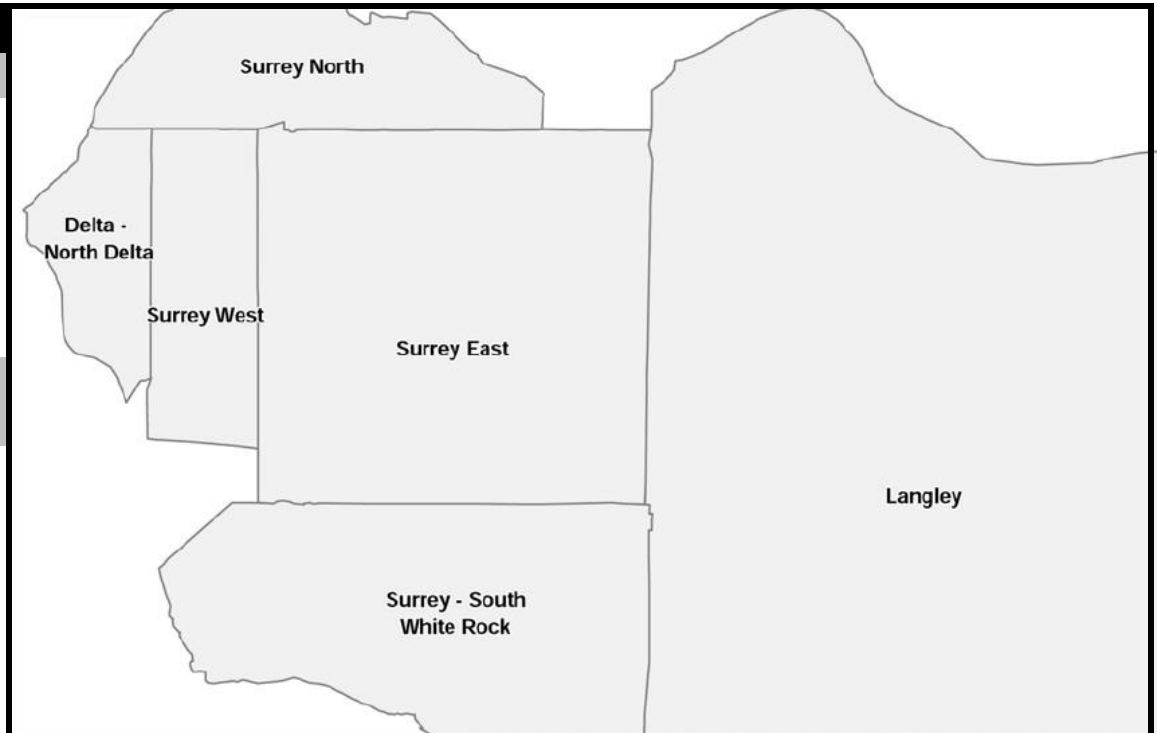 Surrey North
Delta -
North Delta
Surrey West
Surrey East
Langley
Surrey - South
White Rock